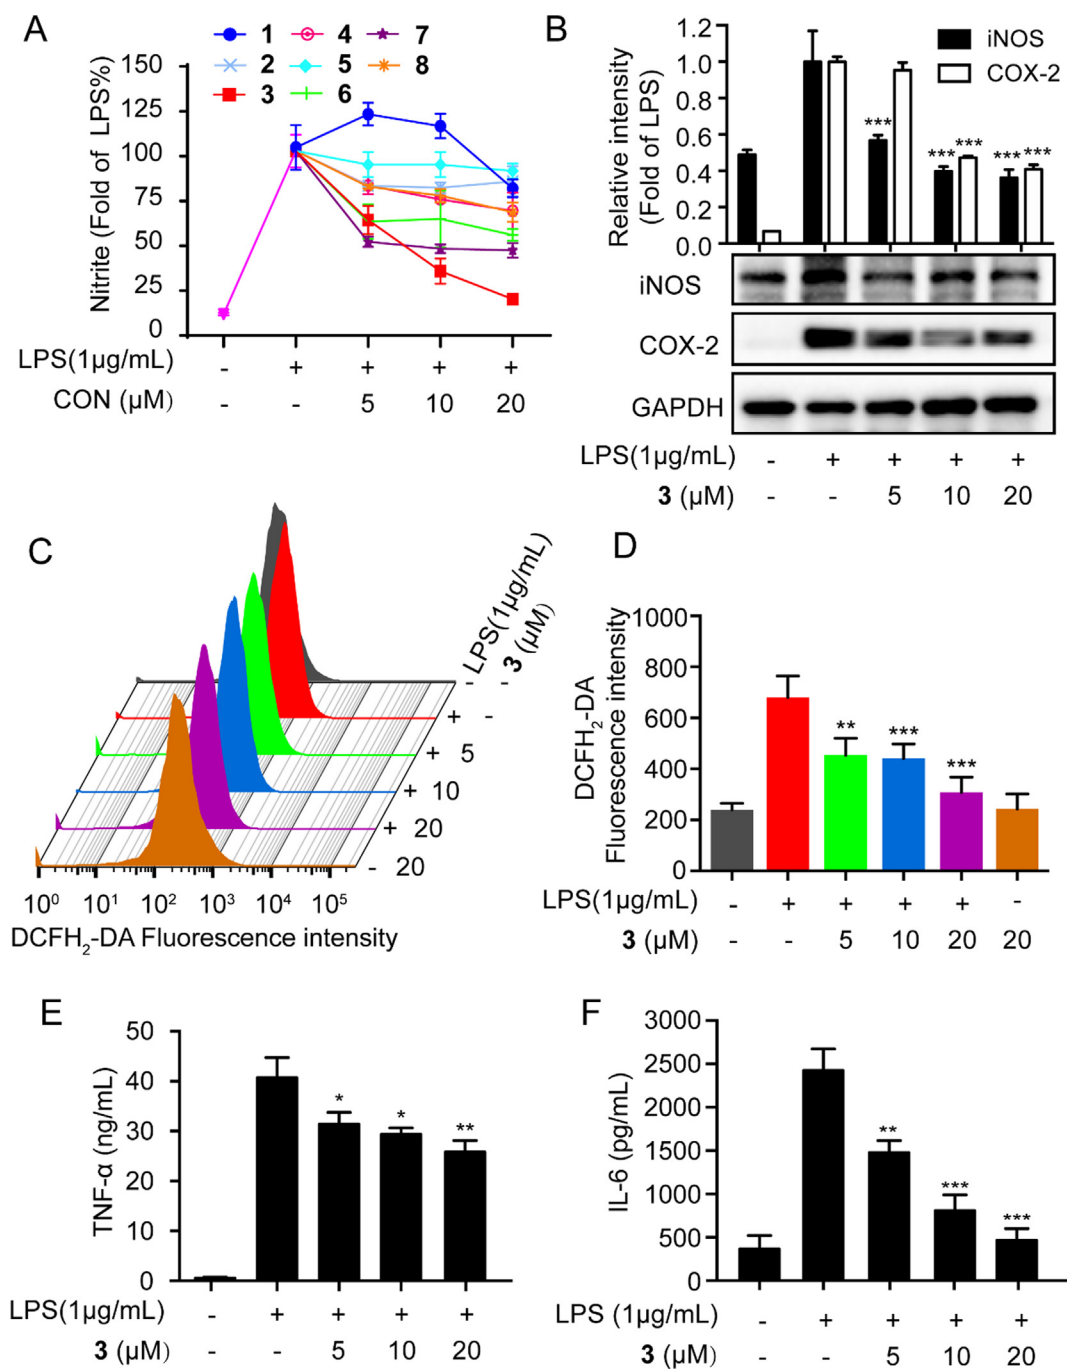 A
1 4 7
2 5 8
3 6
Nitrite (Fold of LPS%)
150
125
100
75
50
25
0
LPS(1μg/mL) - + + + +
CON (μM) - - 5 10 20
B
iNOS
COX-2
Relative intensity
(Fold of LPS)
1.2
1.0
0.8
0.6
0.4
0.2
0.0
*** *** *** *** ***
iNOS
COX-2
GAPDH
LPS(1μg/mL) - + + + +
3 (μM) - - 5 10 20
C
LPS(1μg/mL)
3 (μM)
- -
+ -
+ 5
+ 10
+ 20
- 20
10⁰ 10¹ 10² 10³ 10⁴ 10⁵
DCFH₂-DA Fluorescence intensity
D
DCFH₂-DA
Fluorescence intensity
1000
800
600
400
200
0
** *** ***
LPS(1μg/mL) - + + + + -
3 (μM) - - 5 10 20 20
E
TNF-α (ng/mL)
50
40
30
20
10
0
* * **
LPS(1μg/mL) - + + + +
3 (μM) - - 5 10 20
F
IL-6 (pg/mL)
3000
2500
2000
1500
1000
500
0
** *** ***
LPS (1μg/mL) - + + + +
3 (μM) - - 5 10 20